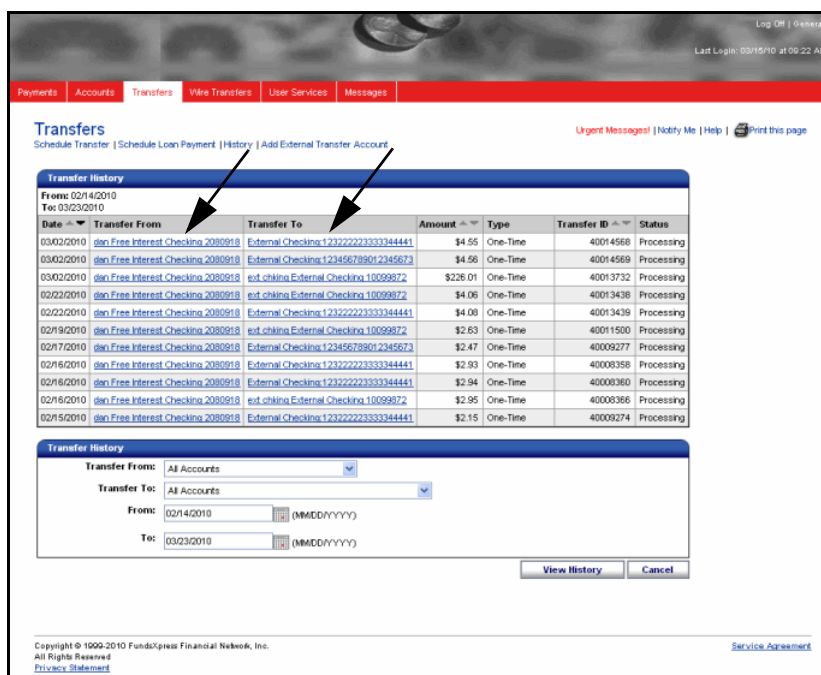 Log Off | Genera
Last Login: 03/15/10 at 09:22 A
Payments Accounts Transfers Wire Transfers User Services Messages
Transfers
Urgent Messages! | Notify Me | Help | Print this page
Schedule Transfer | Schedule Loan Payment | History | Add External Transfer Account
Transfer History
From: 02/14/2010
To: 03/23/2010
Date Transfer From Transfer To Amount Type Transfer ID Status
03/02/2010 dan Free Interest Checking 2080918 External Checking:123222223333344441 $4.55 One-Time 40014568 Processing
03/02/2010 dan Free Interest Checking 2080918 External Checking:123456789012345673 $4.56 One-Time 40014569 Processing
03/02/2010 dan Free Interest Checking 2080918 ext chking External Checking 10099872 $226.01 One-Time 40013732 Processing
02/22/2010 dan Free Interest Checking 2080918 ext chking External Checking 10099872 $4.06 One-Time 40013438 Processing
02/22/2010 dan Free Interest Checking 2080918 External Checking:123222223333344441 $4.08 One-Time 40013439 Processing
02/19/2010 dan Free Interest Checking 2080918 ext chking External Checking 10099872 $2.63 One-Time 40011500 Processing
02/17/2010 dan Free Interest Checking 2080918 External Checking:123456789012345673 $2.47 One-Time 40009277 Processing
02/16/2010 dan Free Interest Checking 2080918 External Checking:123222223333344441 $2.93 One-Time 40008358 Processing
02/16/2010 dan Free Interest Checking 2080918 External Checking:123222223333344441 $2.94 One-Time 40008360 Processing
02/16/2010 dan Free Interest Checking 2080918 ext chking External Checking 10099872 $2.95 One-Time 40008366 Processing
02/15/2010 dan Free Interest Checking 2080918 External Checking:123222223333344441 $2.15 One-Time 40009274 Processing
Transfer History
Transfer From: All Accounts
Transfer To: All Accounts
From: 02/14/2010 (MM/DD/YYYY)
To: 03/23/2010 (MM/DD/YYYY)
View History Cancel
Copyright © 1999-2010 FundsXpress Financial Network, Inc.
Service Agreement
All Rights Reserved
Privacy Statement